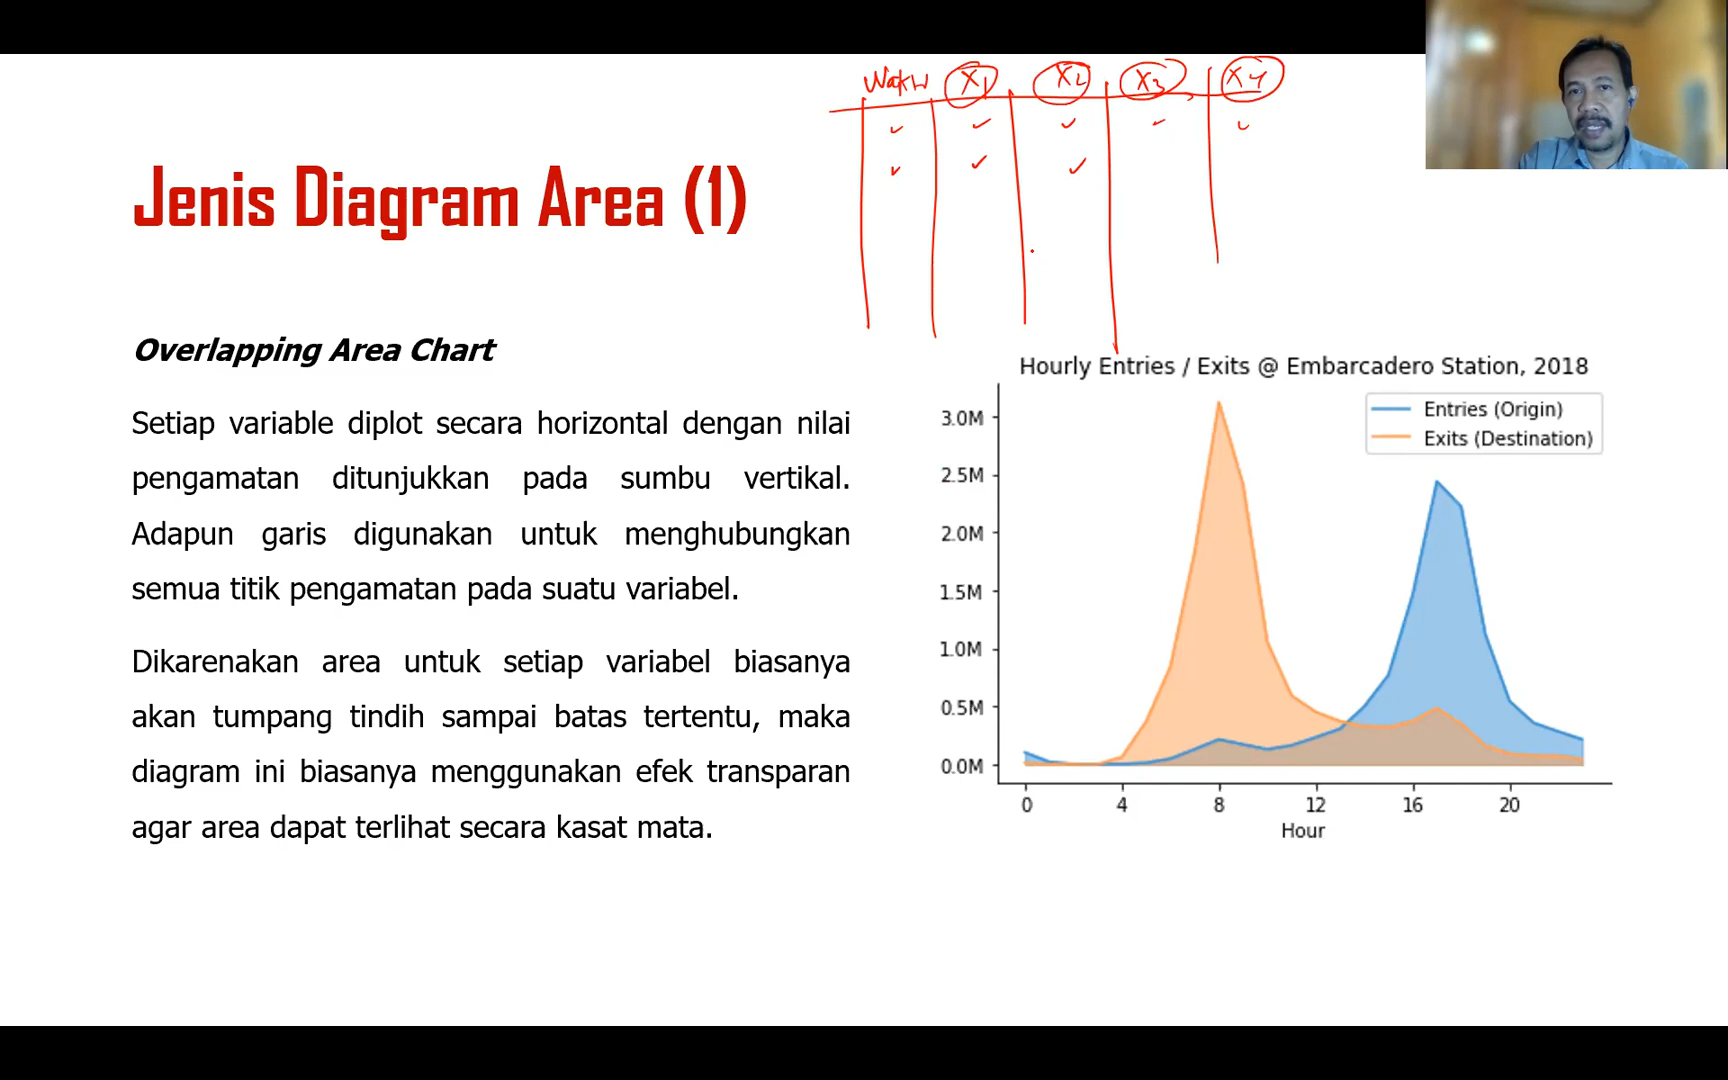 Waktu X1 X2 X3 X4
Jenis Diagram Area (1)
Overlapping Area Chart
Setiap variable diplot secara horizontal dengan nilai
pengamatan ditunjukkan pada sumbu vertikal.
Adapun garis digunakan untuk menghubungkan
semua titik pengamatan pada suatu variabel.
Dikarenakan area untuk setiap variabel biasanya
akan tumpang tindih sampai batas tertentu, maka
diagram ini biasanya menggunakan efek transparan
agar area dapat terlihat secara kasat mata.
Hourly Entries / Exits @ Embarcadero Station, 2018
Entries (Origin)
Exits (Destination)
3.0M
2.5M
2.0M
1.5M
1.0M
0.5M
0.0M
0 4 8 12 16 20
Hour